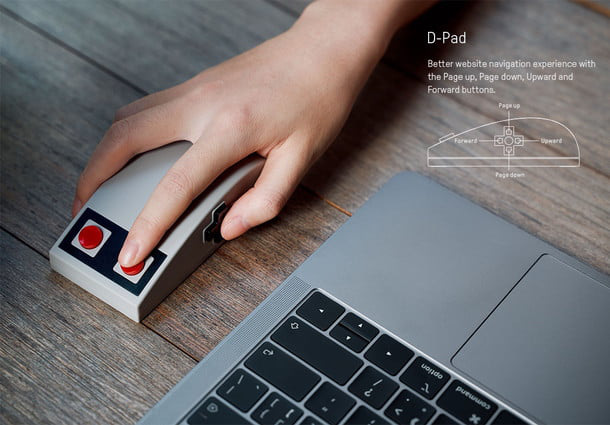 D-Pad
Better website navigation experience with
the Page up, Page down, Upward and
Forward buttons.
Page up
Forward
Upward
Page down
option
command